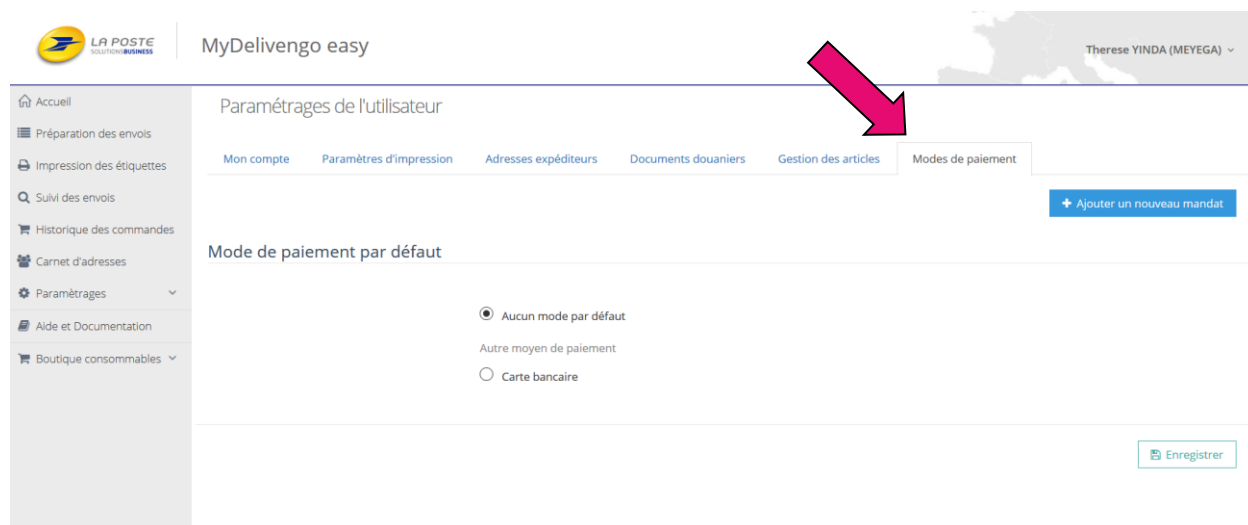 LA POSTE
SOLUTIONS BUSINESS
MyDelivengo easy
Therese YINDA (MEYEGA)
Accueil
Préparation des envois
Impression des étiquettes
Suivi des envois
Historique des commandes
Carnet d'adresses
Paramètrages
Aide et Documentation
Boutique consommables
Paramétrages de l'utilisateur
Mon compte Paramètres d'impression Adresses expéditeurs Documents douaniers Gestion des articles Modes de paiement
+ Ajouter un nouveau mandat
Mode de paiement par défaut
Aucun mode par défaut
Autre moyen de paiement
Carte bancaire
Enregistrer